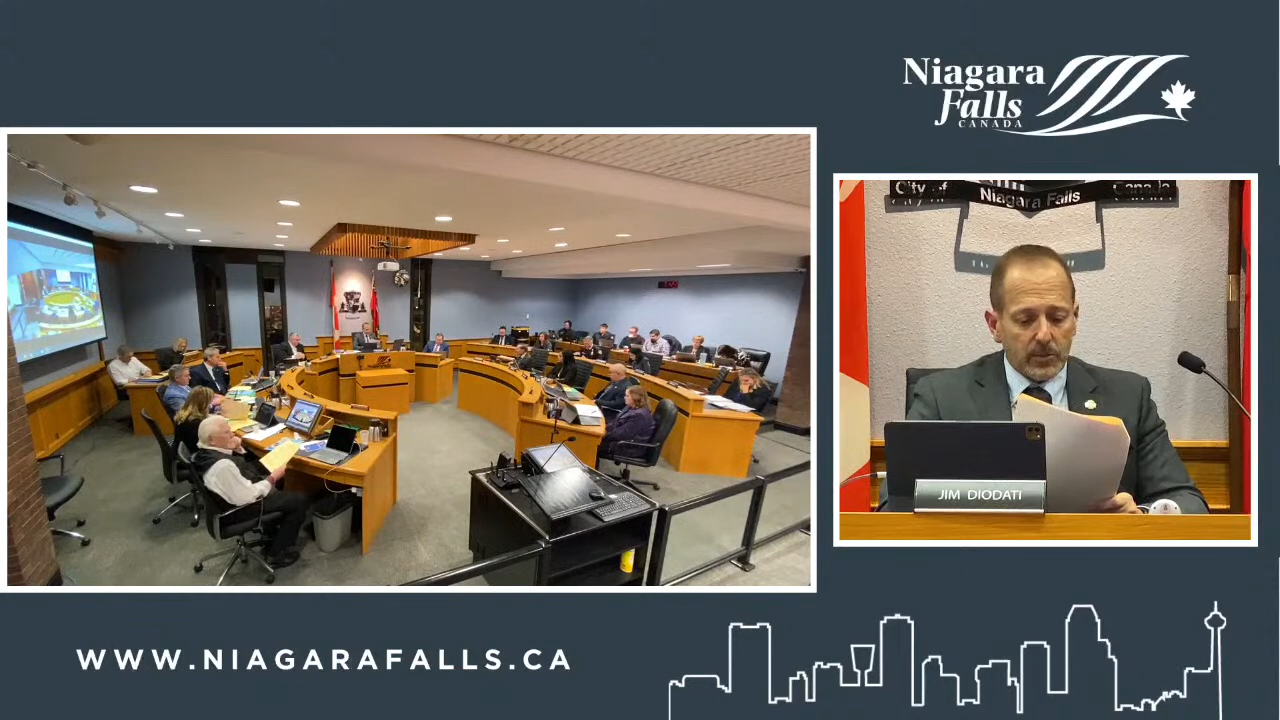 Niagara
Falls
CANADA
City of
Niagara Falls
Canada
JIM DIODATI
WWW.NIAGARAFALLS.CA